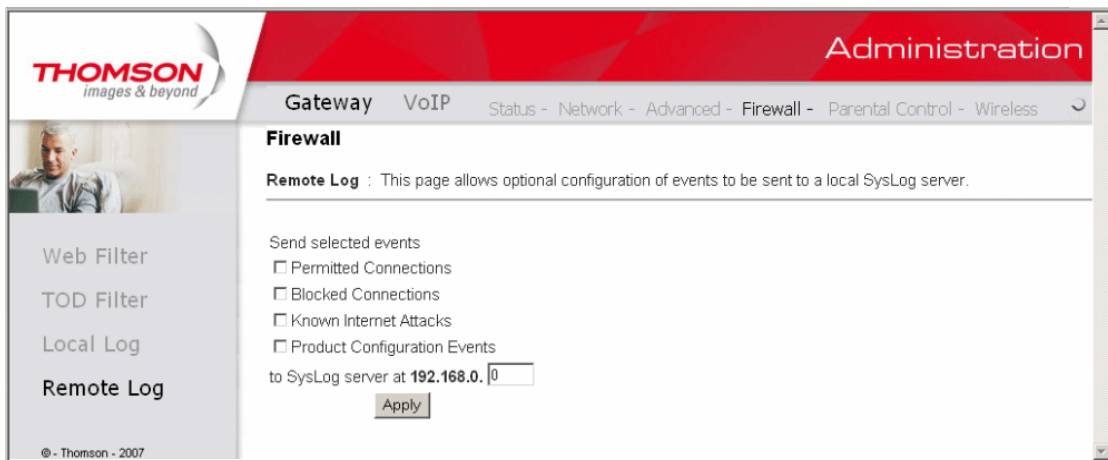 THOMSON
images & beyond
Administration
Gateway VoIP Status - Network - Advanced - Firewall - Parental Control - Wireless
Firewall
Remote Log : This page allows optional configuration of events to be sent to a local SysLog server.
Web Filter
TOD Filter
Local Log
Remote Log
© - Thomson - 2007
Send selected events
Permitted Connections
Blocked Connections
Known Internet Attacks
Product Configuration Events
to SysLog server at 192.168.0. 0
Apply